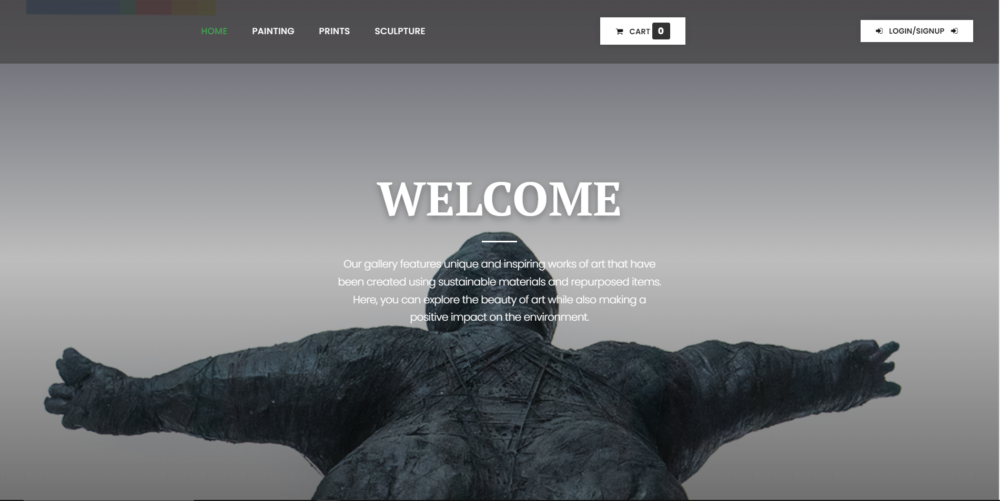 HOME PAINTING PRINTS SCULPTURE CART 0 LOGIN/SIGNUP
WELCOME
Our gallery features unique and inspiring works of art that have
been created using sustainable materials and repurposed items.
Here, you can explore the beauty of art while also making a
positive impact on the environment.